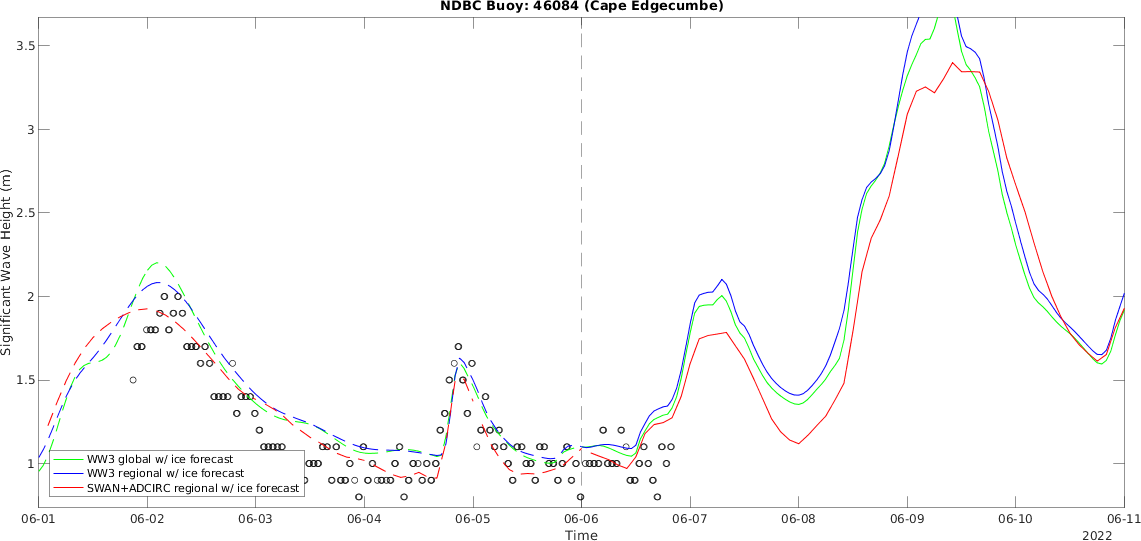 NDBC Buoy: 46084 (Cape Edgecumbe)
3.5
3
2.5
2
1.5
1
Significant Wave Height (m)
WW3 global w/ ice forecast
WW3 regional w/ ice forecast
SWAN+ADCIRC regional w/ ice forecast
06-01 06-02 06-03 06-04 06-05 06-06 06-07 06-08 06-09 06-10 06-11
Time
2022